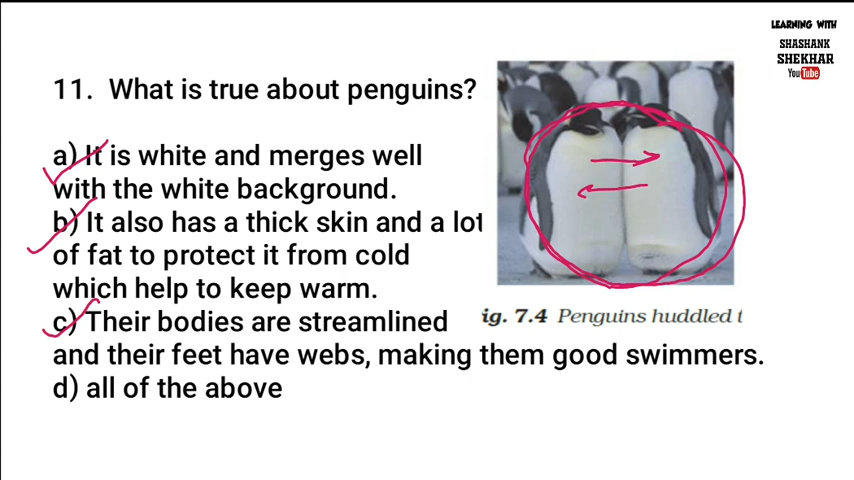 LEARNING WITH
SHASHANK
SHEKHAR
YouTube
11. What is true about penguins?
a) It is white and merges well
with the white background.
b) It also has a thick skin and a lot
of fat to protect it from cold
which help to keep warm.
c) Their bodies are streamlined
ig. 7.4 Penguins huddled t
and their feet have webs, making them good swimmers.
d) all of the above